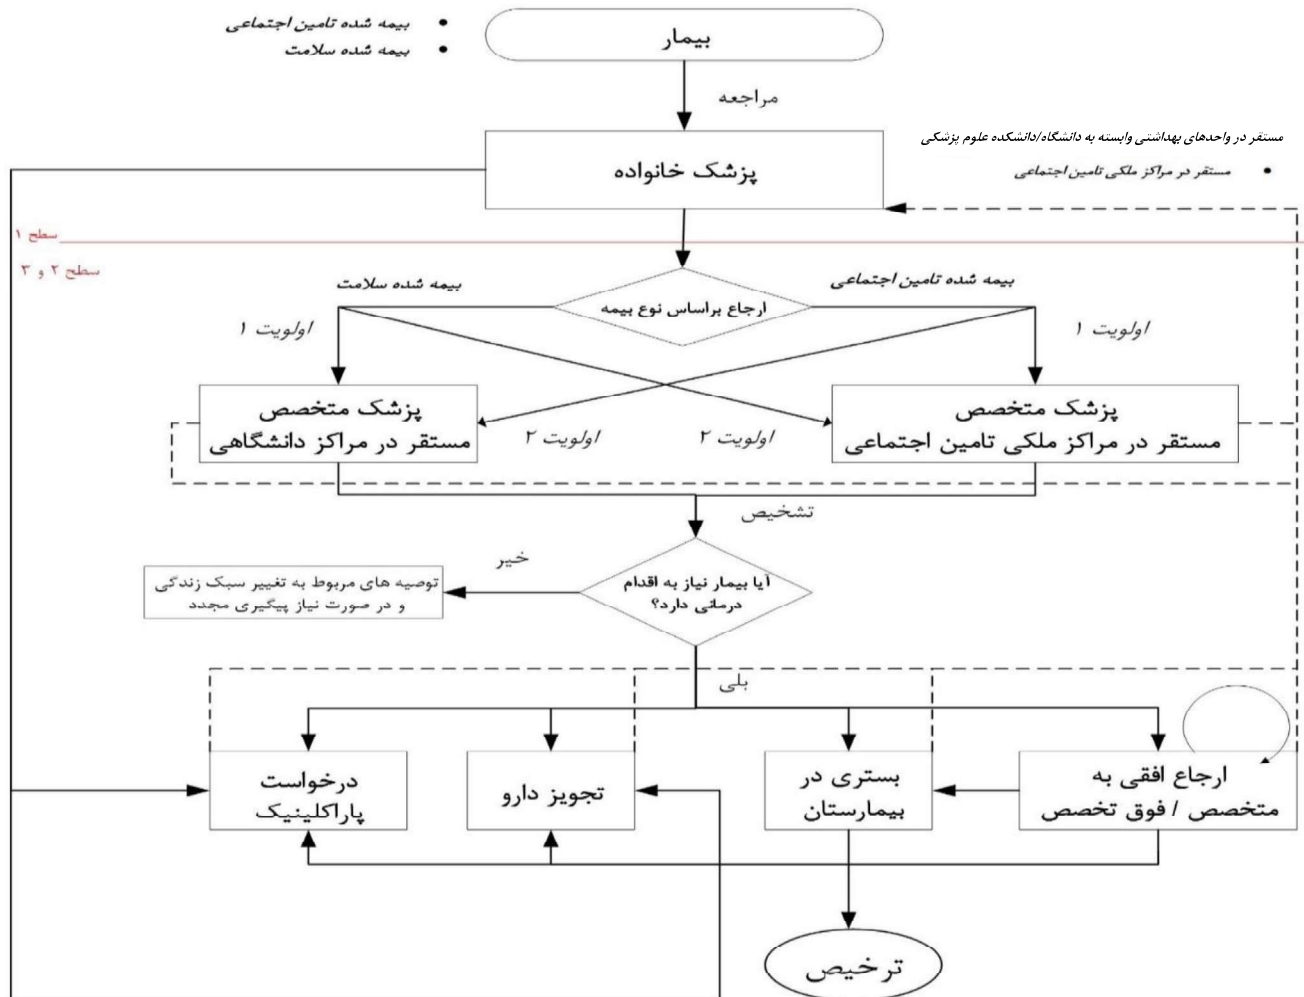 بیمار
بیمه شده تامین اجتماعی
بیمه شده سلامت
مراجعه
پزشک خانواده
مستقر در واحدهای بهداشتی وابسته به دانشگاه/دانشکده علوم پزشکی
مستقر در مراکز ملکی تامین اجتماعی
سطح ۱
سطح ۲ و ۳
بیمه شده تامین اجتماعی
ارجاع براساس نوع بیمه
بیمه شده سلامت
اولویت ۱
اولویت ۱
پزشک متخصص
مستقر در مراکز ملکی تامین اجتماعی
اولویت ۲
اولویت ۲
پزشک متخصص
مستقر در مراکز دانشگاهی
تشخیص
آیا بیمار نیاز به اقدام
درمانی دارد؟
خیر
توصیه های مربوط به تغییر سبک زندگی
و در صورت نیاز پیگیری مجدد
بلی
ارجاع افقی به
متخصص / فوق تخصص
بستری در
بیمارستان
تجویز دارو
درخواست
پاراکلینیک
ترخیص